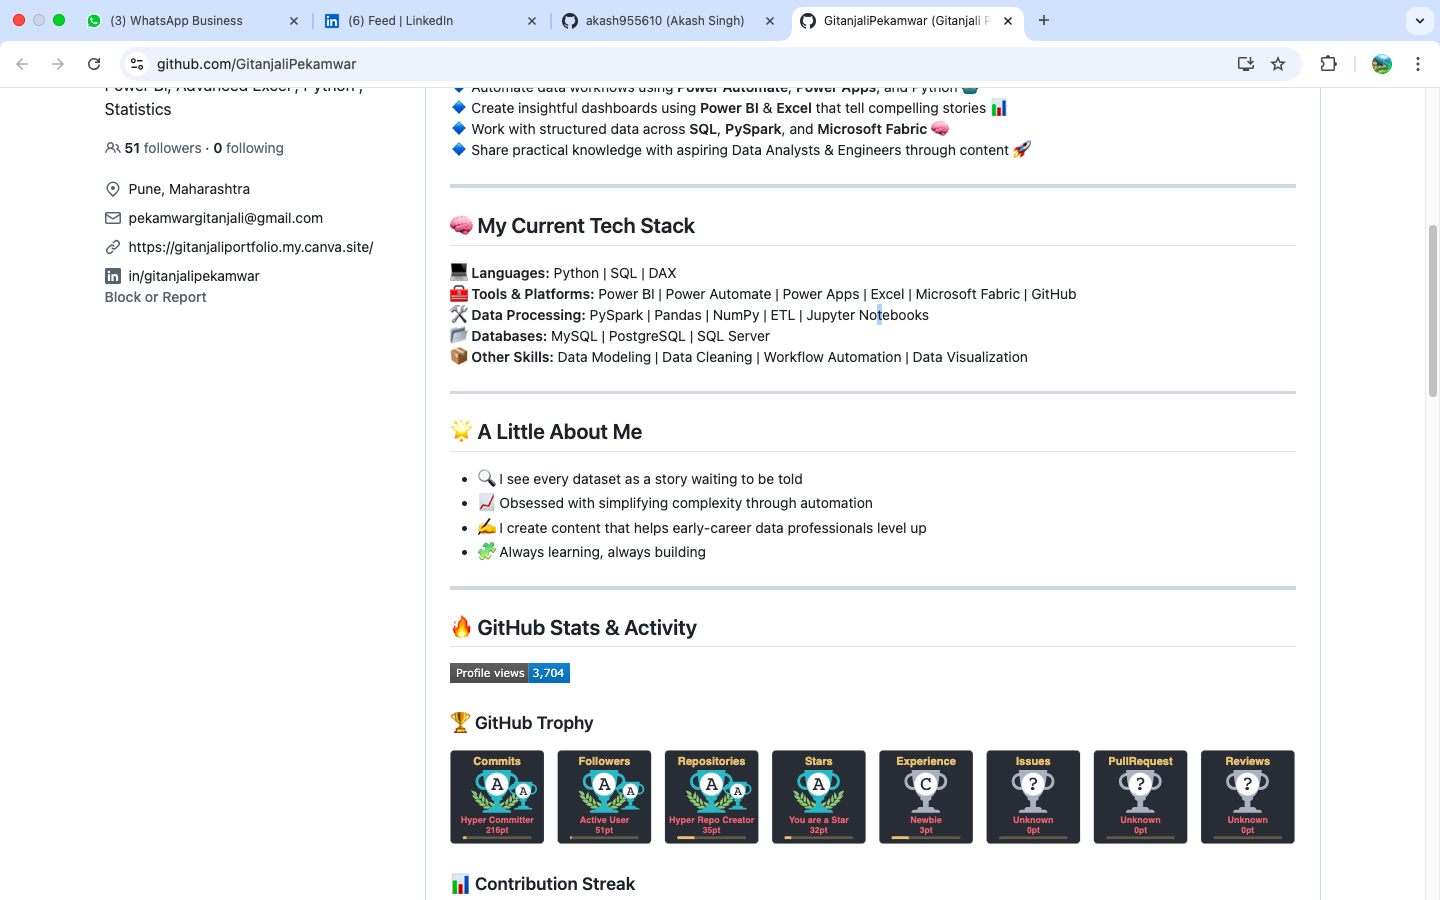 (3) WhatsApp Business
(6) Feed | LinkedIn
akash955610 (Akash Singh)
GitanjaliPekamwar (Gitanjali P
github.com/GitanjaliPekamwar
Power BI, Advanced Excel , Python ,
Statistics
51 followers · 0 following
Pune, Maharashtra
pekamwargitanjali@gmail.com
https://gitanjaliportfolio.my.canva.site/
in/gitanjalipekamwar
Block or Report
Automate data workflows using Power Automate, Power Apps, and Python
Create insightful dashboards using Power BI & Excel that tell compelling stories
Work with structured data across SQL, PySpark, and Microsoft Fabric
Share practical knowledge with aspiring Data Analysts & Engineers through content
My Current Tech Stack
Languages: Python | SQL | DAX
Tools & Platforms: Power BI | Power Automate | Power Apps | Excel | Microsoft Fabric | GitHub
Data Processing: PySpark | Pandas | NumPy | ETL | Jupyter Notebooks
Databases: MySQL | PostgreSQL | SQL Server
Other Skills: Data Modeling | Data Cleaning | Workflow Automation | Data Visualization
A Little About Me
I see every dataset as a story waiting to be told
Obsessed with simplifying complexity through automation
I create content that helps early-career data professionals level up
Always learning, always building
GitHub Stats & Activity
Profile views 3,704
GitHub Trophy
Commits Followers Repositories Stars Experience Issues PullRequest Reviews
A A A A A A A C ? ? ?
Hyper Committer Active User Hyper Repo Creator You are a Star Newbie Unknown Unknown Unknown
216pt 51pt 35pt 32pt 3pt 0pt 0pt 0pt
Contribution Streak